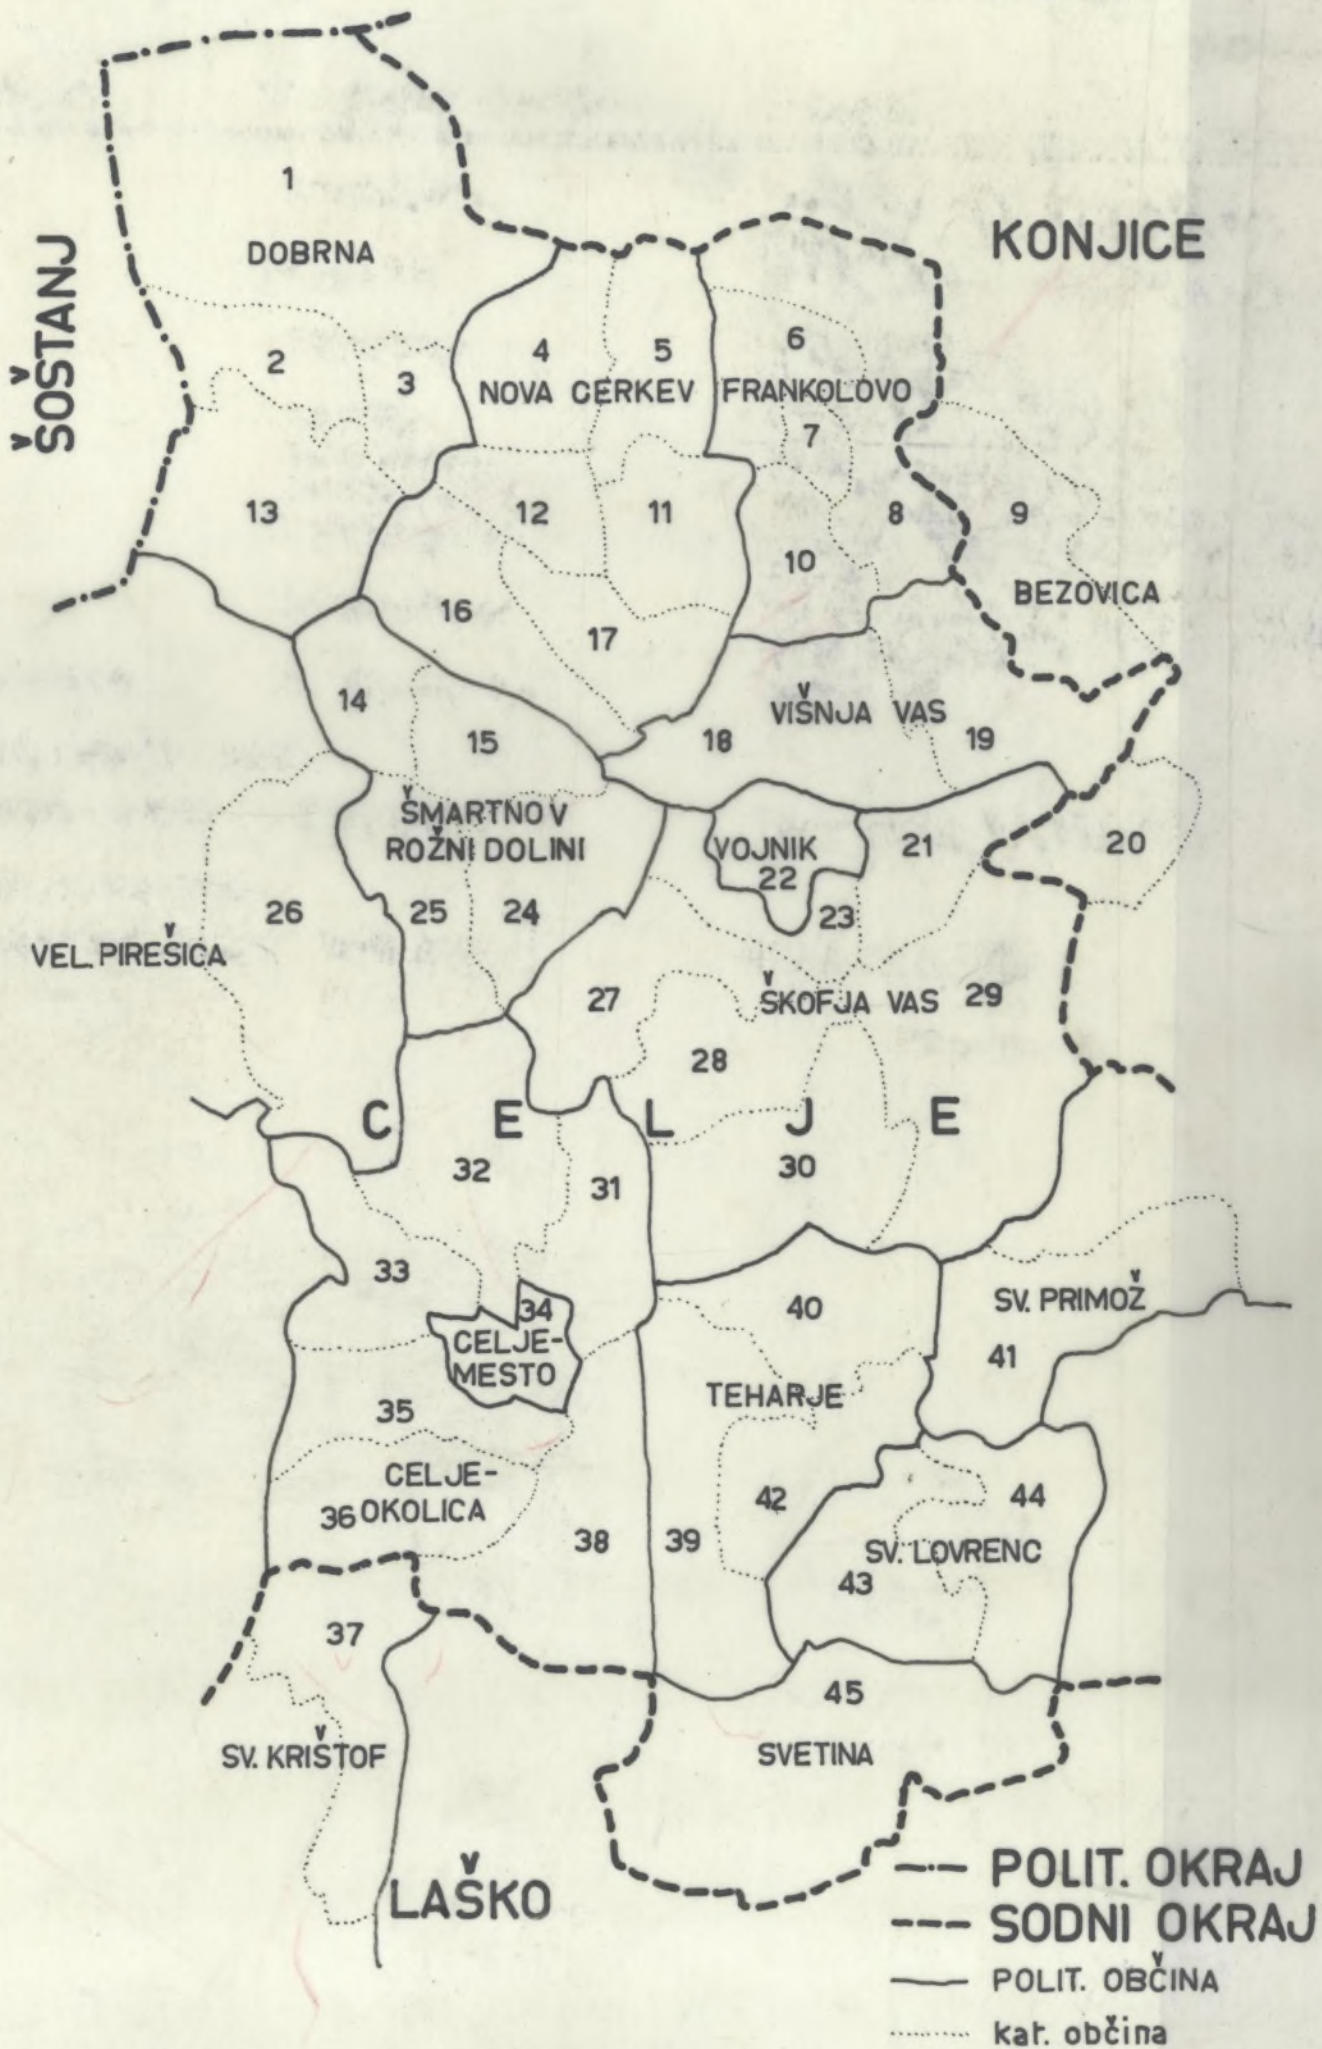 1
DOBRNA
KONJICE
ŠOŠTANJ
2
3
4
5
6
NOVA CERKEV
FRANKOLOVO
7
13
12
11
8
9
10
BEZOVICA
16
17
14
15
18
VIŠNJA VAS
19
ŠMARTNO V
ROŽNI DOLINI
VOJNIK
22
21
20
26
25
24
23
VEL. PIREŠICA
27
ŠKOFJA VAS
29
28
C E L J E
32
31
30
33
34
CELJE-
MESTO
40
SV. PRIMOŽ
41
35
TEHARJE
CELJE-
OKOLICA
36
38
39
42
44
SV. LOVRENC
43
37
45
SV. KRIŠTOF
SVETINA
LAŠKO
POLIT. OKRAJ
SODNI OKRAJ
POLIT. OBČINA
kat. občina